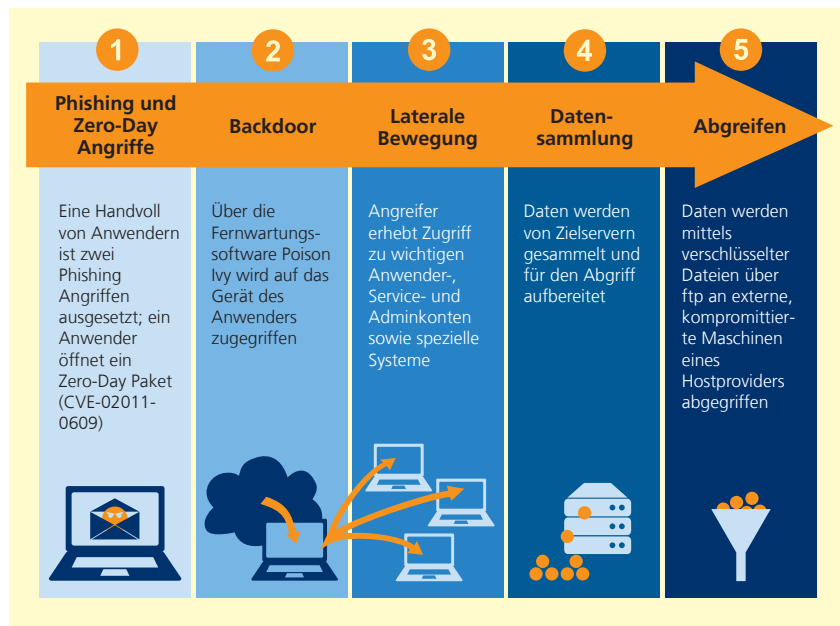 1
Phishing und
Zero-Day
Angriffe
Eine Handvoll
von Anwendern
ist zwei
Phishing
Angriffen
ausgesetzt; ein
Anwender
öffnet ein
Zero-Day Paket
(CVE-02011-
0609)
2
Backdoor
Über die
Fernwartungs-
software Poison
Ivy wird auf das
Gerät des
Anwenders
zugegriffen
3
Laterale
Bewegung
Angreifer
erhebt Zugriff
zu wichtigen
Anwender-,
Service- und
Adminkonten
sowie spezielle
Systeme
4
Daten-
sammlung
Daten werden
von Zielservern
gesammelt und
für den Abgriff
aufbereitet
5
Abgreifen
Daten werden
mittels
verschlüsselter
Dateien über
ftp an externe,
kompromittier-
te Maschinen
eines
Hostproviders
abgegriffen